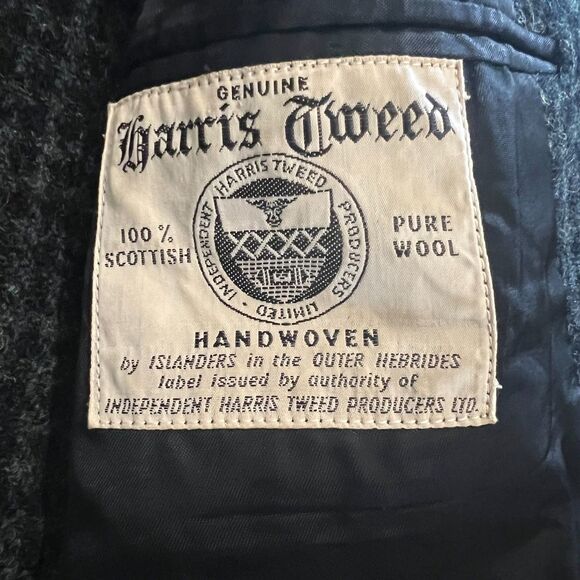 GENUINE
Harris Tweed
100% SCOTTISH
INDEPENDENT HARRIS TWEED PRODUCERS LIMITED
PURE WOOL
HANDWOVEN
by ISLANDERS in the OUTER HEBRIDES
label issued by authority of
INDEPENDENT HARRIS TWEED PRODUCERS LTD.